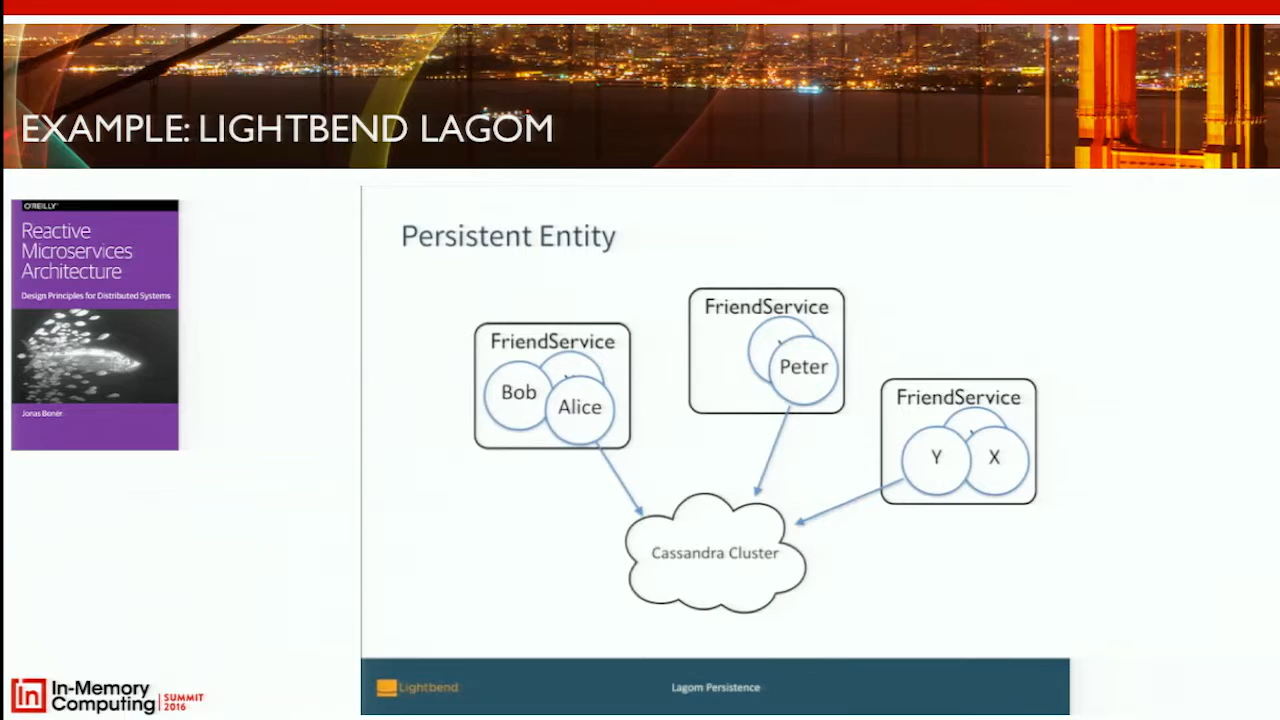 EXAMPLE: LIGHTBEND LAGOM
O'REILLY
Reactive
Microservices
Architecture
Design Principles for Distributed Systems
Jonas Bonér
Persistent Entity
FriendService
Bob
Alice
FriendService
Peter
FriendService
Y
X
Cassandra Cluster
Lightbend
Lagom Persistence
in
In-Memory
Computing
SUMMIT
2016